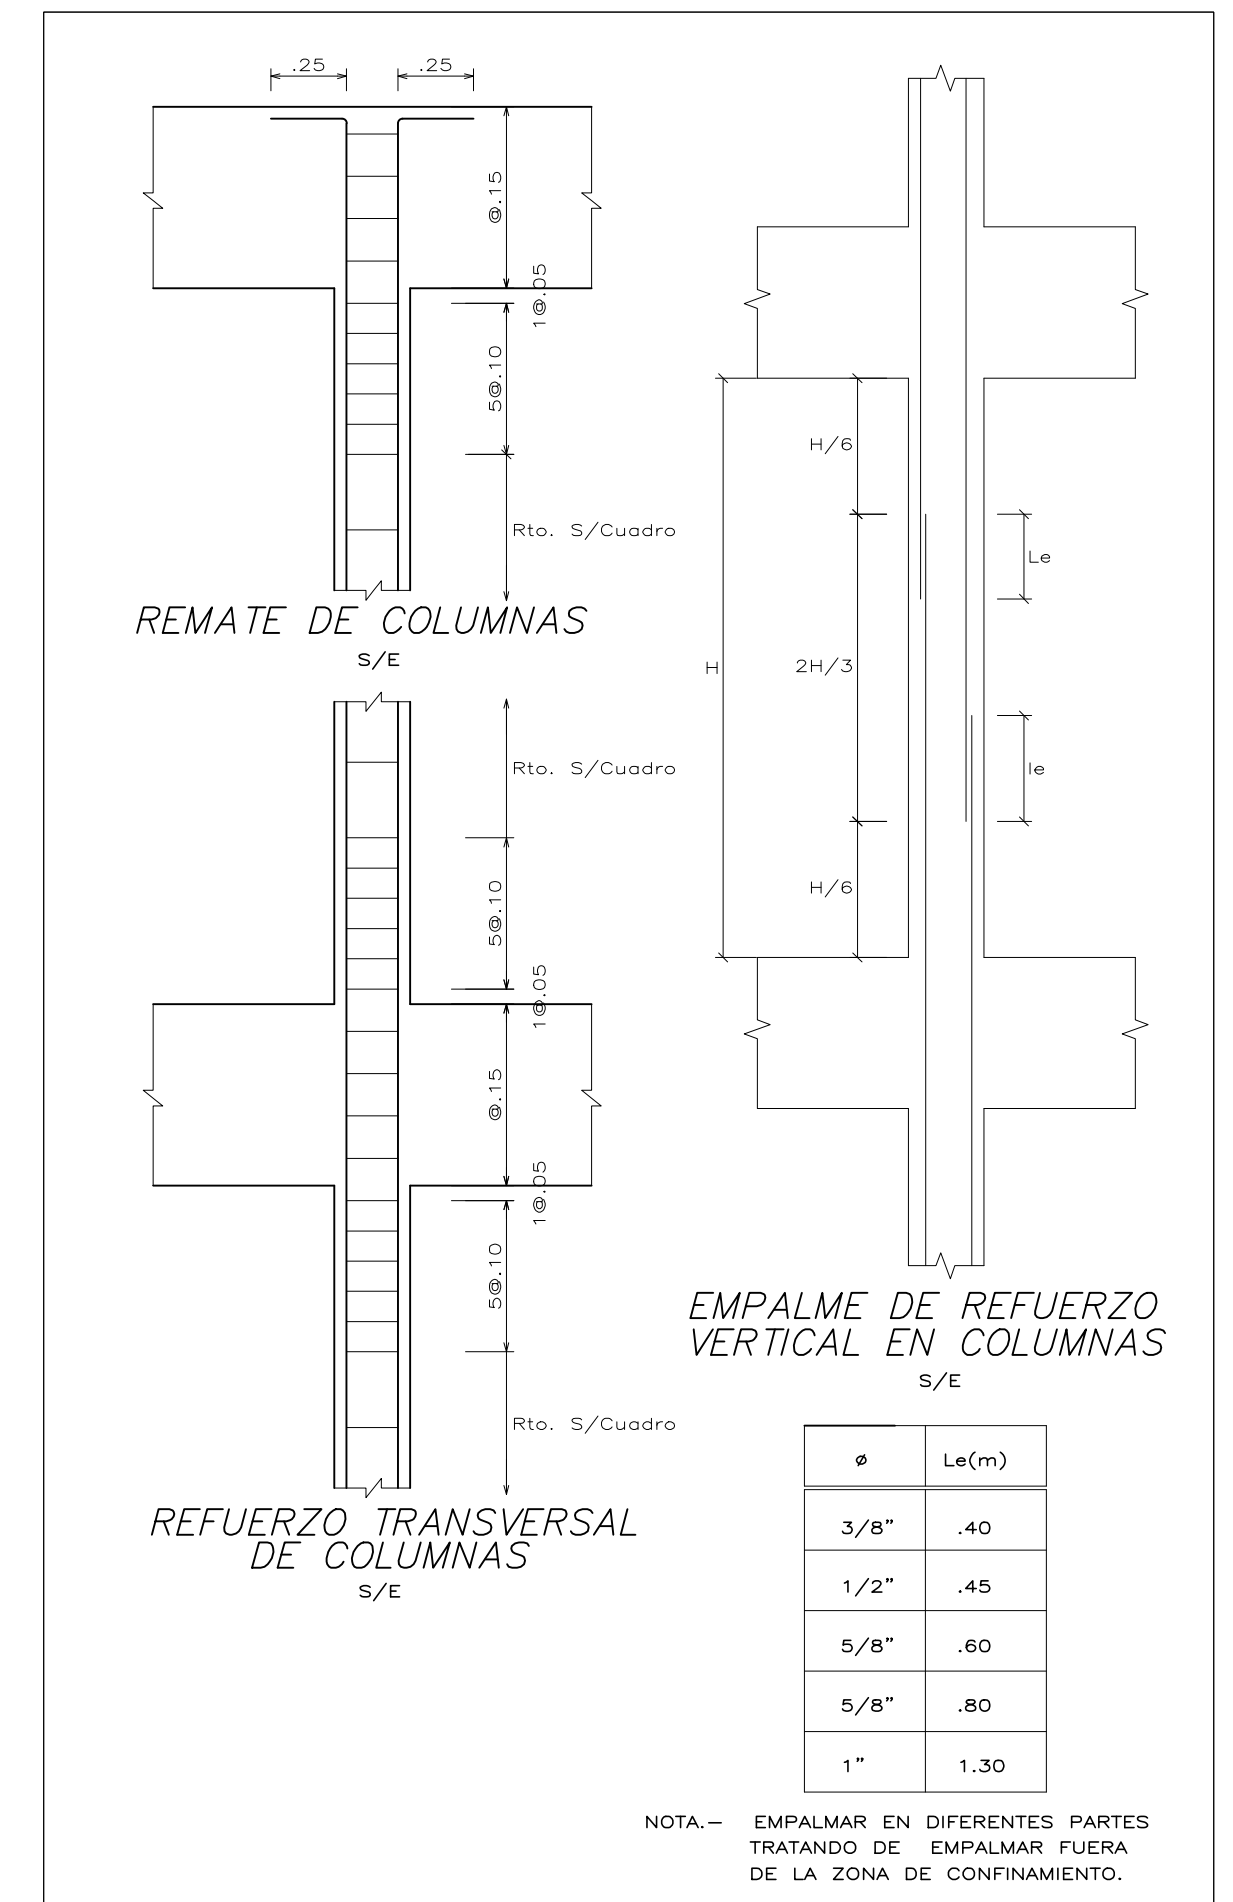 .25
.25
@.15
1@.05
5@.10
Rto. S/Cuadro
REMATE DE COLUMNAS
S/E
Rto. S/Cuadro
5@.10
1@.05
@.15
1@.05
5@.10
Rto. S/Cuadro
REFUERZO TRANSVERSAL
DE COLUMNAS
S/E
H/6
Le
H
2H/3
le
H/6
EMPALME DE REFUERZO
VERTICAL EN COLUMNAS
S/E
ø Le(m)
3/8" .40
1/2" .45
5/8" .60
5/8" .80
1" 1.30
NOTA.- EMPALMAR EN DIFERENTES PARTES
TRATANDO DE EMPALMAR FUERA
DE LA ZONA DE CONFINAMIENTO.